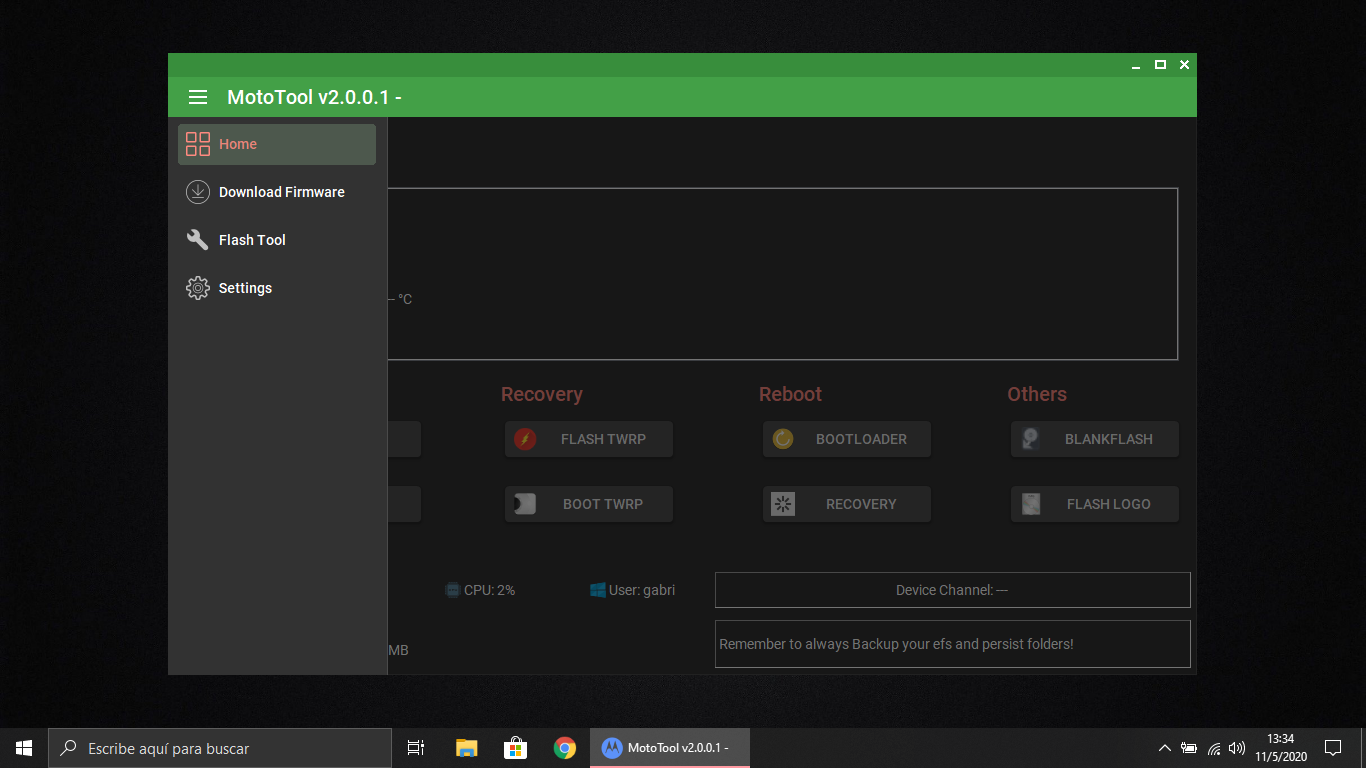 MotoTool v2.0.0.1 -
Home
Download Firmware
Flash Tool
Settings
-- °C
Recovery
Reboot
Others
FLASH TWRP
BOOTLOADER
BLANKFLASH
BOOT TWRP
RECOVERY
FLASH LOGO
CPU: 2%
User: gabri
Device Channel: ---
MB
Remember to always Backup your efs and persist folders!
Escribe aquí para buscar
MotoTool v2.0.0.1 -
13:34
11/5/2020